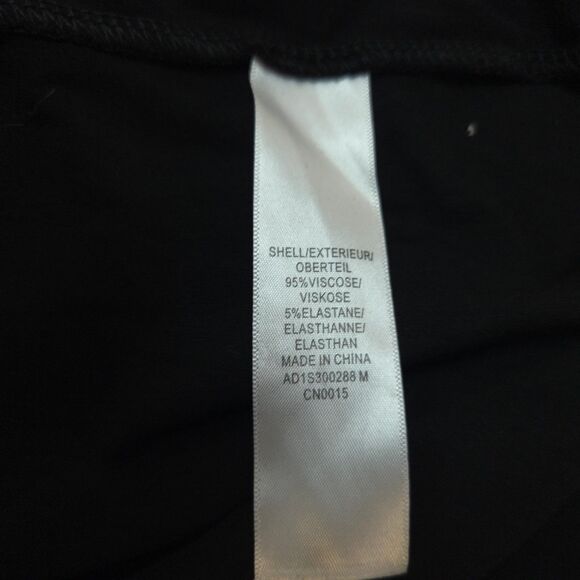 SHELL/EXTERIEUR/
OBERTEIL
95%VISCOSE/
VISKOSE
5%ELASTANE/
ELASTHANNE/
ELASTHAN
MADE IN CHINA
AD1S300288 M
CN0015